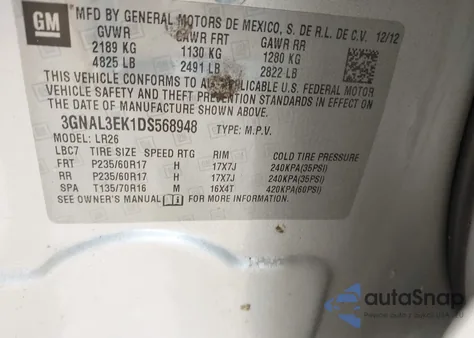 GM
MFD BY GENERAL MOTORS DE MEXICO, S. DE R.L. DE C.V. 12/12
GVWR GAWR FRT GAWR RR
2189 KG 1130 KG 1280 KG
4825 LB 2491 LB 2822 LB
THIS VEHICLE CONFORMS TO ALL APPLICABLE U.S. FEDERAL MOTOR
VEHICLE SAFETY AND THEFT PREVENTION STANDARDS IN EFFECT ON THE
DATE OF MANUFACTURE SHOWN ABOVE.
3GNAL3EK1DS568948 TYPE: M.P.V.
MODEL: LR26
LBC7 TIRE SIZE SPEED RTG RIM COLD TIRE PRESSURE
FRT P235/60R17 H 17X7J 240KPA(35PSI)
RR P235/60R17 H 17X7J 240KPA(35PSI)
SPA T135/70R16 M 16X4T 420KPA(60PSI)
SEE OWNER'S MANUAL FOR MORE INFORMATION.
autoSnap